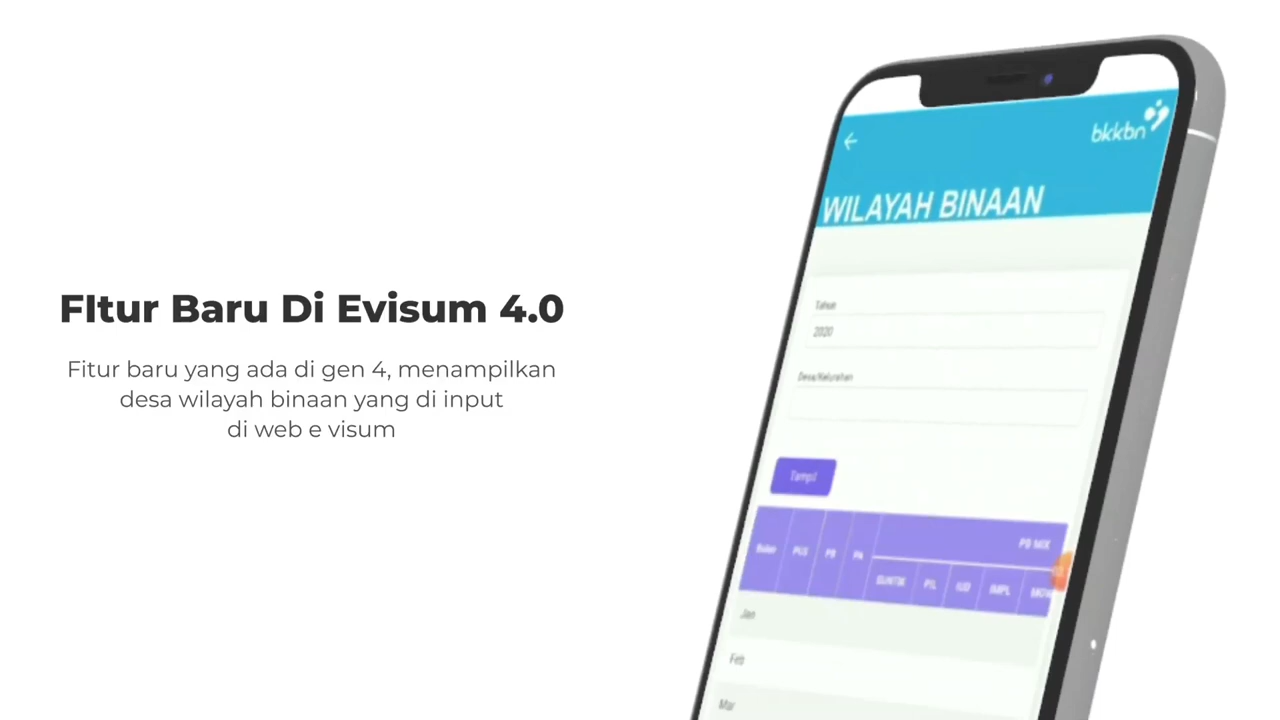 FItur Baru Di Evisum 4.0
Fitur baru yang ada di gen 4, menampilkan
desa wilayah binaan yang di input
di web e visum
bkkbn
WILAYAH BINAAN
Tahun
2020
Desa/Kelurahan
Tampil
Bulan PUS PB PA PB MIX
SUNTIK PIL IUD IMPL
Jan
Feb
Mar